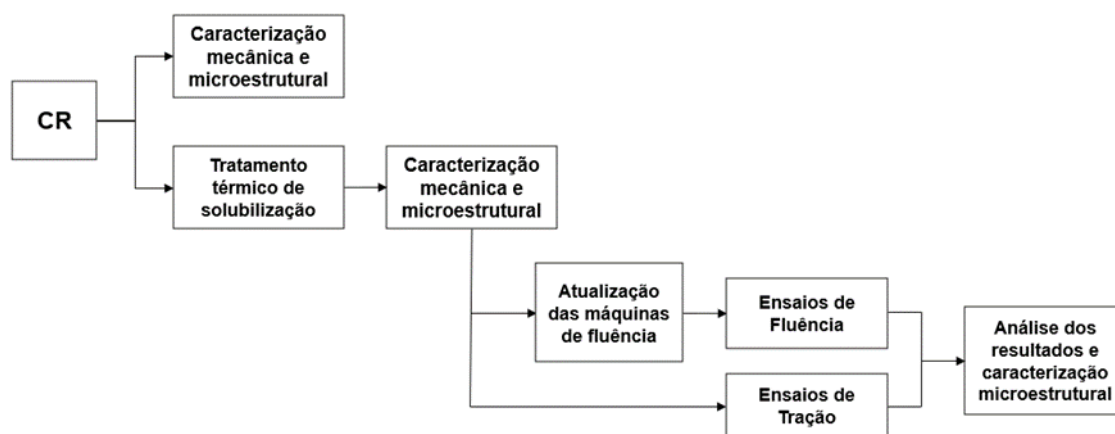 Caracterização
mecânica e
microestrutural
CR
Tratamento
térmico de
solubilização
Caracterização
mecânica e
microestrutural
Atualização
das máquinas
de fluência
Ensaios de
Fluência
Análise dos
resultados e
caracterização
microestrutural
Ensaios de
Tração